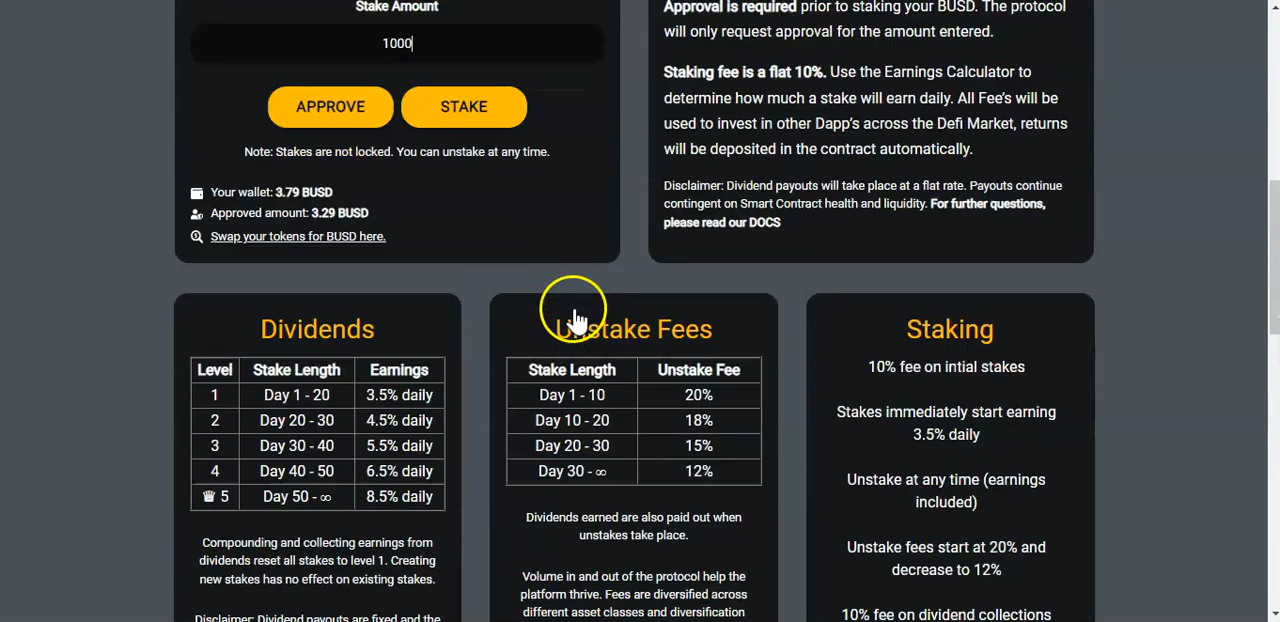 Stake Amount
1000
APPROVE STAKE
Note: Stakes are not locked. You can unstake at any time.
Your wallet: 3.79 BUSD
Approved amount: 3.29 BUSD
Swap your tokens for BUSD here.
Approval is required prior to staking your BUSD. The protocol
will only request approval for the amount entered.
Staking fee is a flat 10%. Use the Earnings Calculator to
determine how much a stake will earn daily. All Fee's will be
used to invest in other Dapp's across the Defi Market, returns
will be deposited in the contract automatically.
Disclaimer: Dividend payouts will take place at a flat rate. Payouts continue
contingent on Smart Contract health and liquidity. For further questions,
please read our DOCS
Dividends
Level Stake Length Earnings
1 Day 1 - 20 3.5% daily
2 Day 20 - 30 4.5% daily
3 Day 30 - 40 5.5% daily
4 Day 40 - 50 6.5% daily
♛ 5 Day 50 - ∞ 8.5% daily
Compounding and collecting earnings from
dividends reset all stakes to level 1. Creating
new stakes has no effect on existing stakes.
Disclaimer: Dividend payouts are fixed and the
Unstake Fees
Stake Length Unstake Fee
Day 1 - 10 20%
Day 10 - 20 18%
Day 20 - 30 15%
Day 30 - ∞ 12%
Dividends earned are also paid out when
unstakes take place.
Volume in and out of the protocol help the
platform thrive. Fees are diversified across
different asset classes and diversification
Staking
10% fee on intial stakes
Stakes immediately start earning
3.5% daily
Unstake at any time (earnings
included)
Unstake fees start at 20% and
decrease to 12%
10% fee on dividend collections